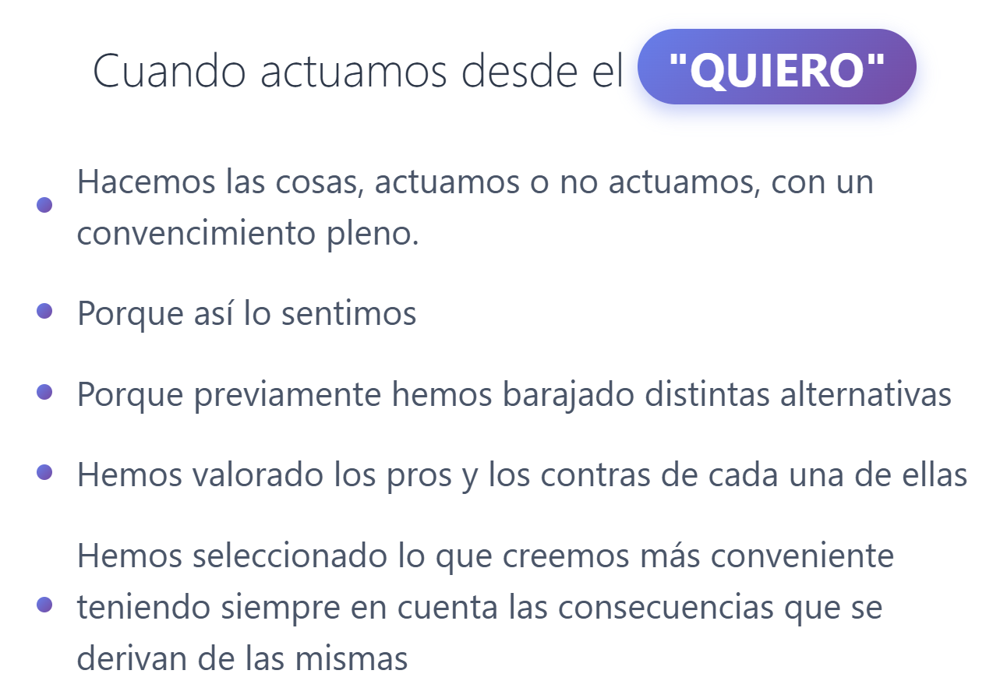 Cuando actuamos desde el "QUIERO"
Hacemos las cosas, actuamos o no actuamos, con un
convencimiento pleno.
Porque así lo sentimos
Porque previamente hemos barajado distintas alternativas
Hemos valorado los pros y los contras de cada una de ellas
Hemos seleccionado lo que creemos más conveniente
teniendo siempre en cuenta las consecuencias que se
derivan de las mismas